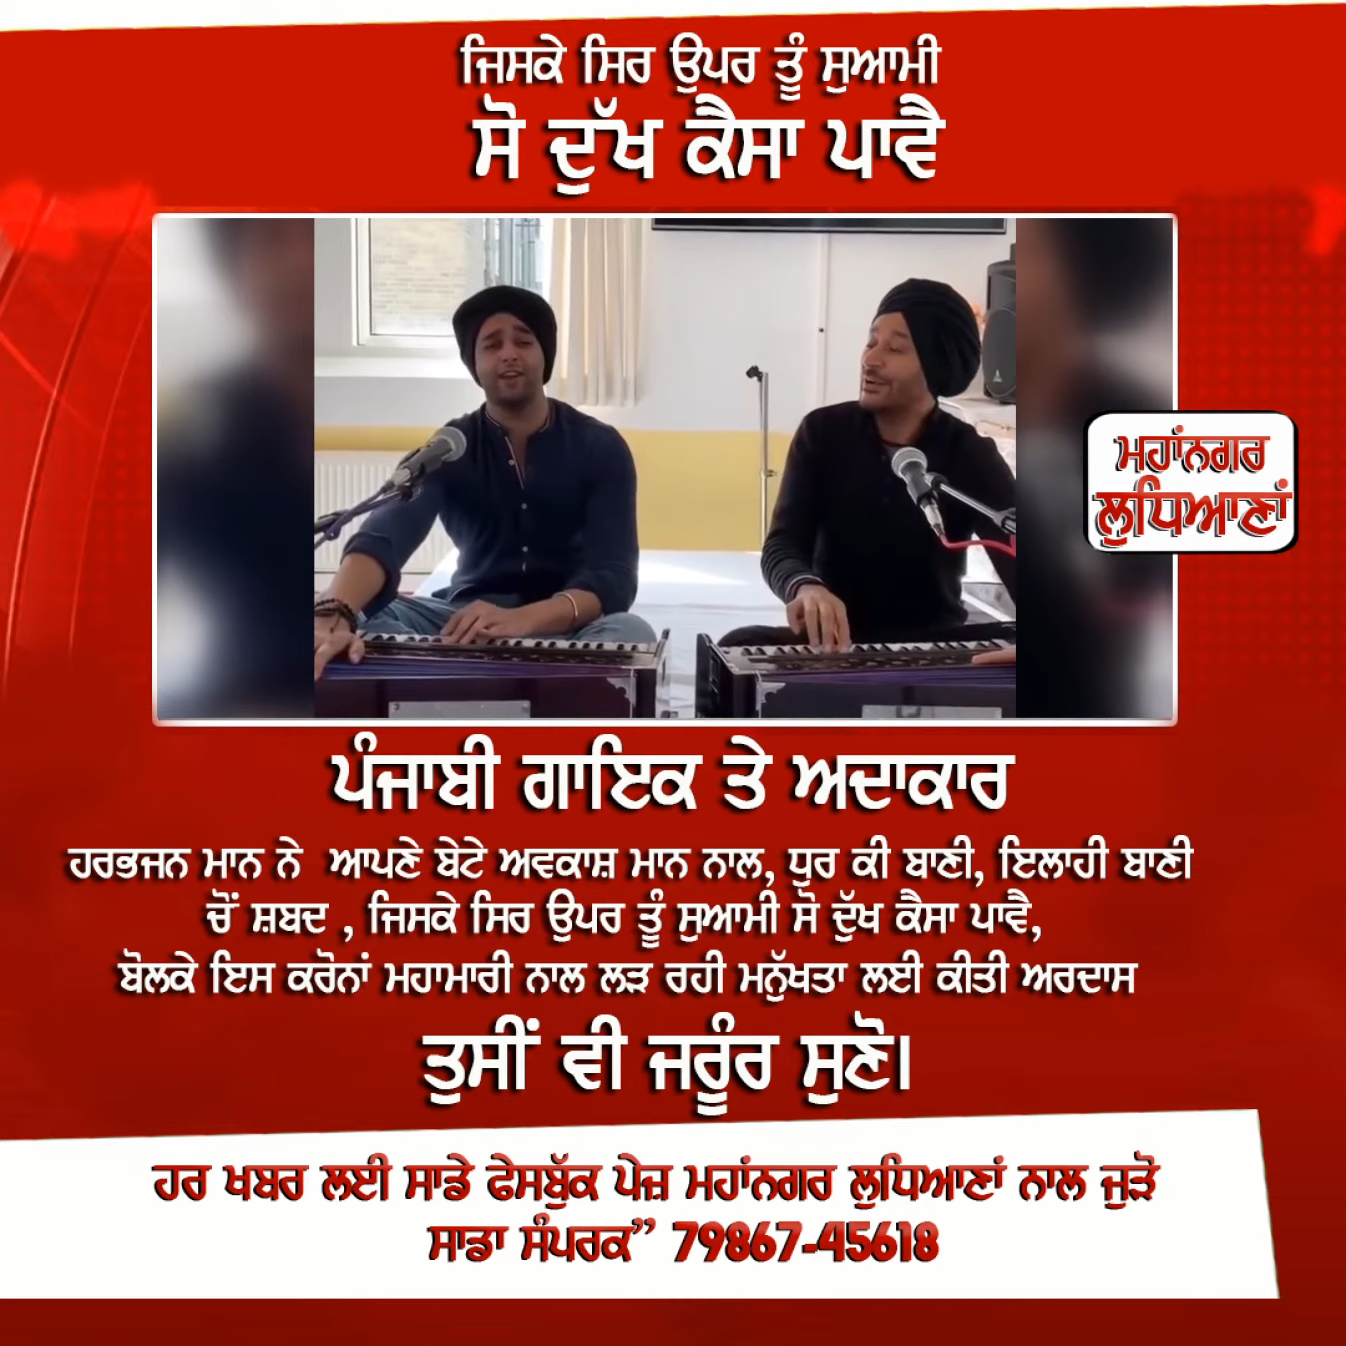 ਜਿਸਕੇ ਸਿਰ ਉਪਰ ਤੂੰ ਸੁਆਮੀ
ਸੋ ਦੁੱਖ ਕੈਸਾ ਪਾਵੈ
ਮਹਾਂਨਗਰ
ਲੁਧਿਆਣਾਂ
ਪੰਜਾਬੀ ਗਾਇਕ ਤੇ ਅਦਾਕਾਰ
ਹਰਭਜਨ ਮਾਨ ਨੇ ਆਪਣੇ ਬੇਟੇ ਅਵਕਾਸ਼ ਮਾਨ ਨਾਲ, ਧੁਰ ਕੀ ਬਾਣੀ, ਇਲਾਹੀ ਬਾਣੀ
ਚੋਂ ਸ਼ਬਦ , ਜਿਸਕੇ ਸਿਰ ਉਪਰ ਤੂੰ ਸੁਆਮੀ ਸੋ ਦੁੱਖ ਕੈਸਾ ਪਾਵੈ,
ਬੋਲਕੇ ਇਸ ਕਰੋਨਾਂ ਮਹਾਮਾਰੀ ਨਾਲ ਲੜ ਰਹੀ ਮਨੁੱਖਤਾ ਲਈ ਕੀਤੀ ਅਰਦਾਸ
ਤੁਸੀਂ ਵੀ ਜਰੂੰਰ ਸੁਣੋ।
ਹਰ ਖਬਰ ਲਈ ਸਾਡੇ ਫੇਸਬੁੱਕ ਪੇਜ਼ ਮਹਾਂਨਗਰ ਲੁਧਿਆਣਾਂ ਨਾਲ ਜੁੜੋ
ਸਾਡਾ ਸੰਪਰਕ” 79867-45618